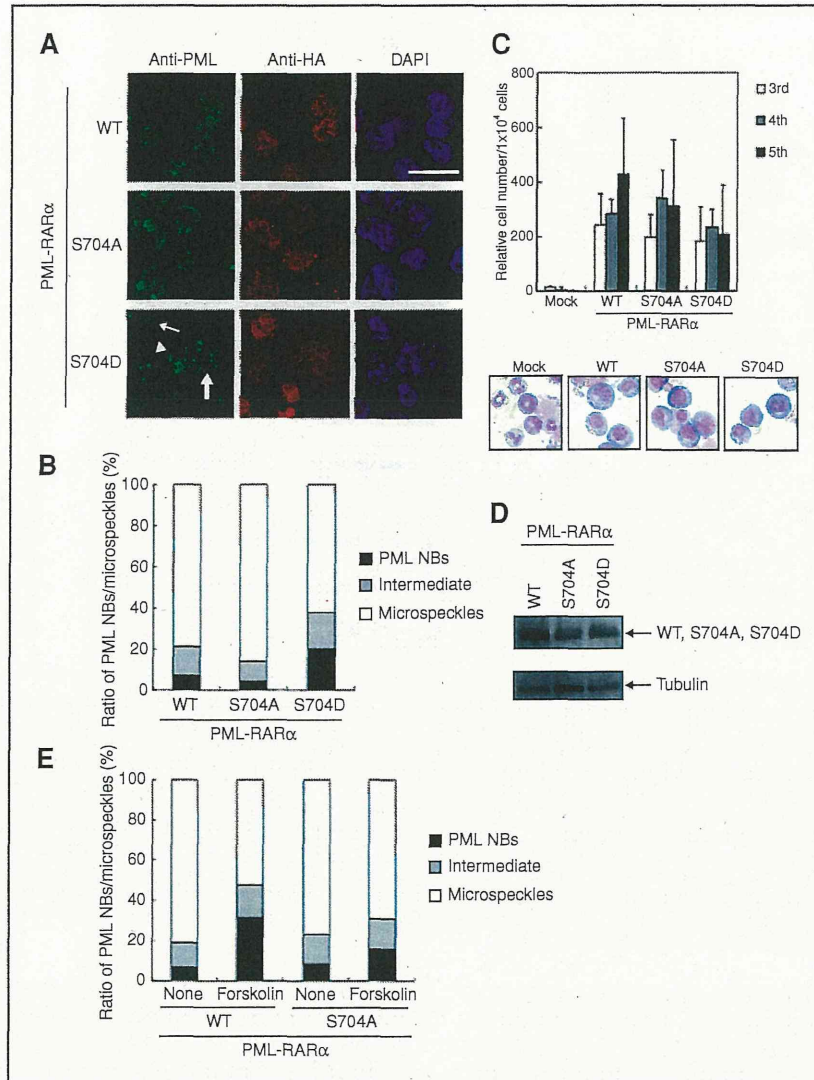 A
Anti-PML Anti-HA DAPI
WT
S704A
S704D
PML-RARα
C
Relative cell number/1x10⁴ cells
800
600
400
200
0
3rd
4th
5th
Mock WT S704A S704D
PML-RARα
Mock WT S704A S704D
B
Ratio of PML NBs/microspeckles (%)
100
80
60
40
20
0
PML NBs
Intermediate
Microspeckles
WT S704A S704D
PML-RARα
D
PML-RARα
WT S704A S704D
WT, S704A, S704D
Tubulin
E
Ratio of PML NBs/microspeckles (%)
100
80
60
40
20
0
PML NBs
Intermediate
Microspeckles
None Forskolin None Forskolin
WT S704A
PML-RARα